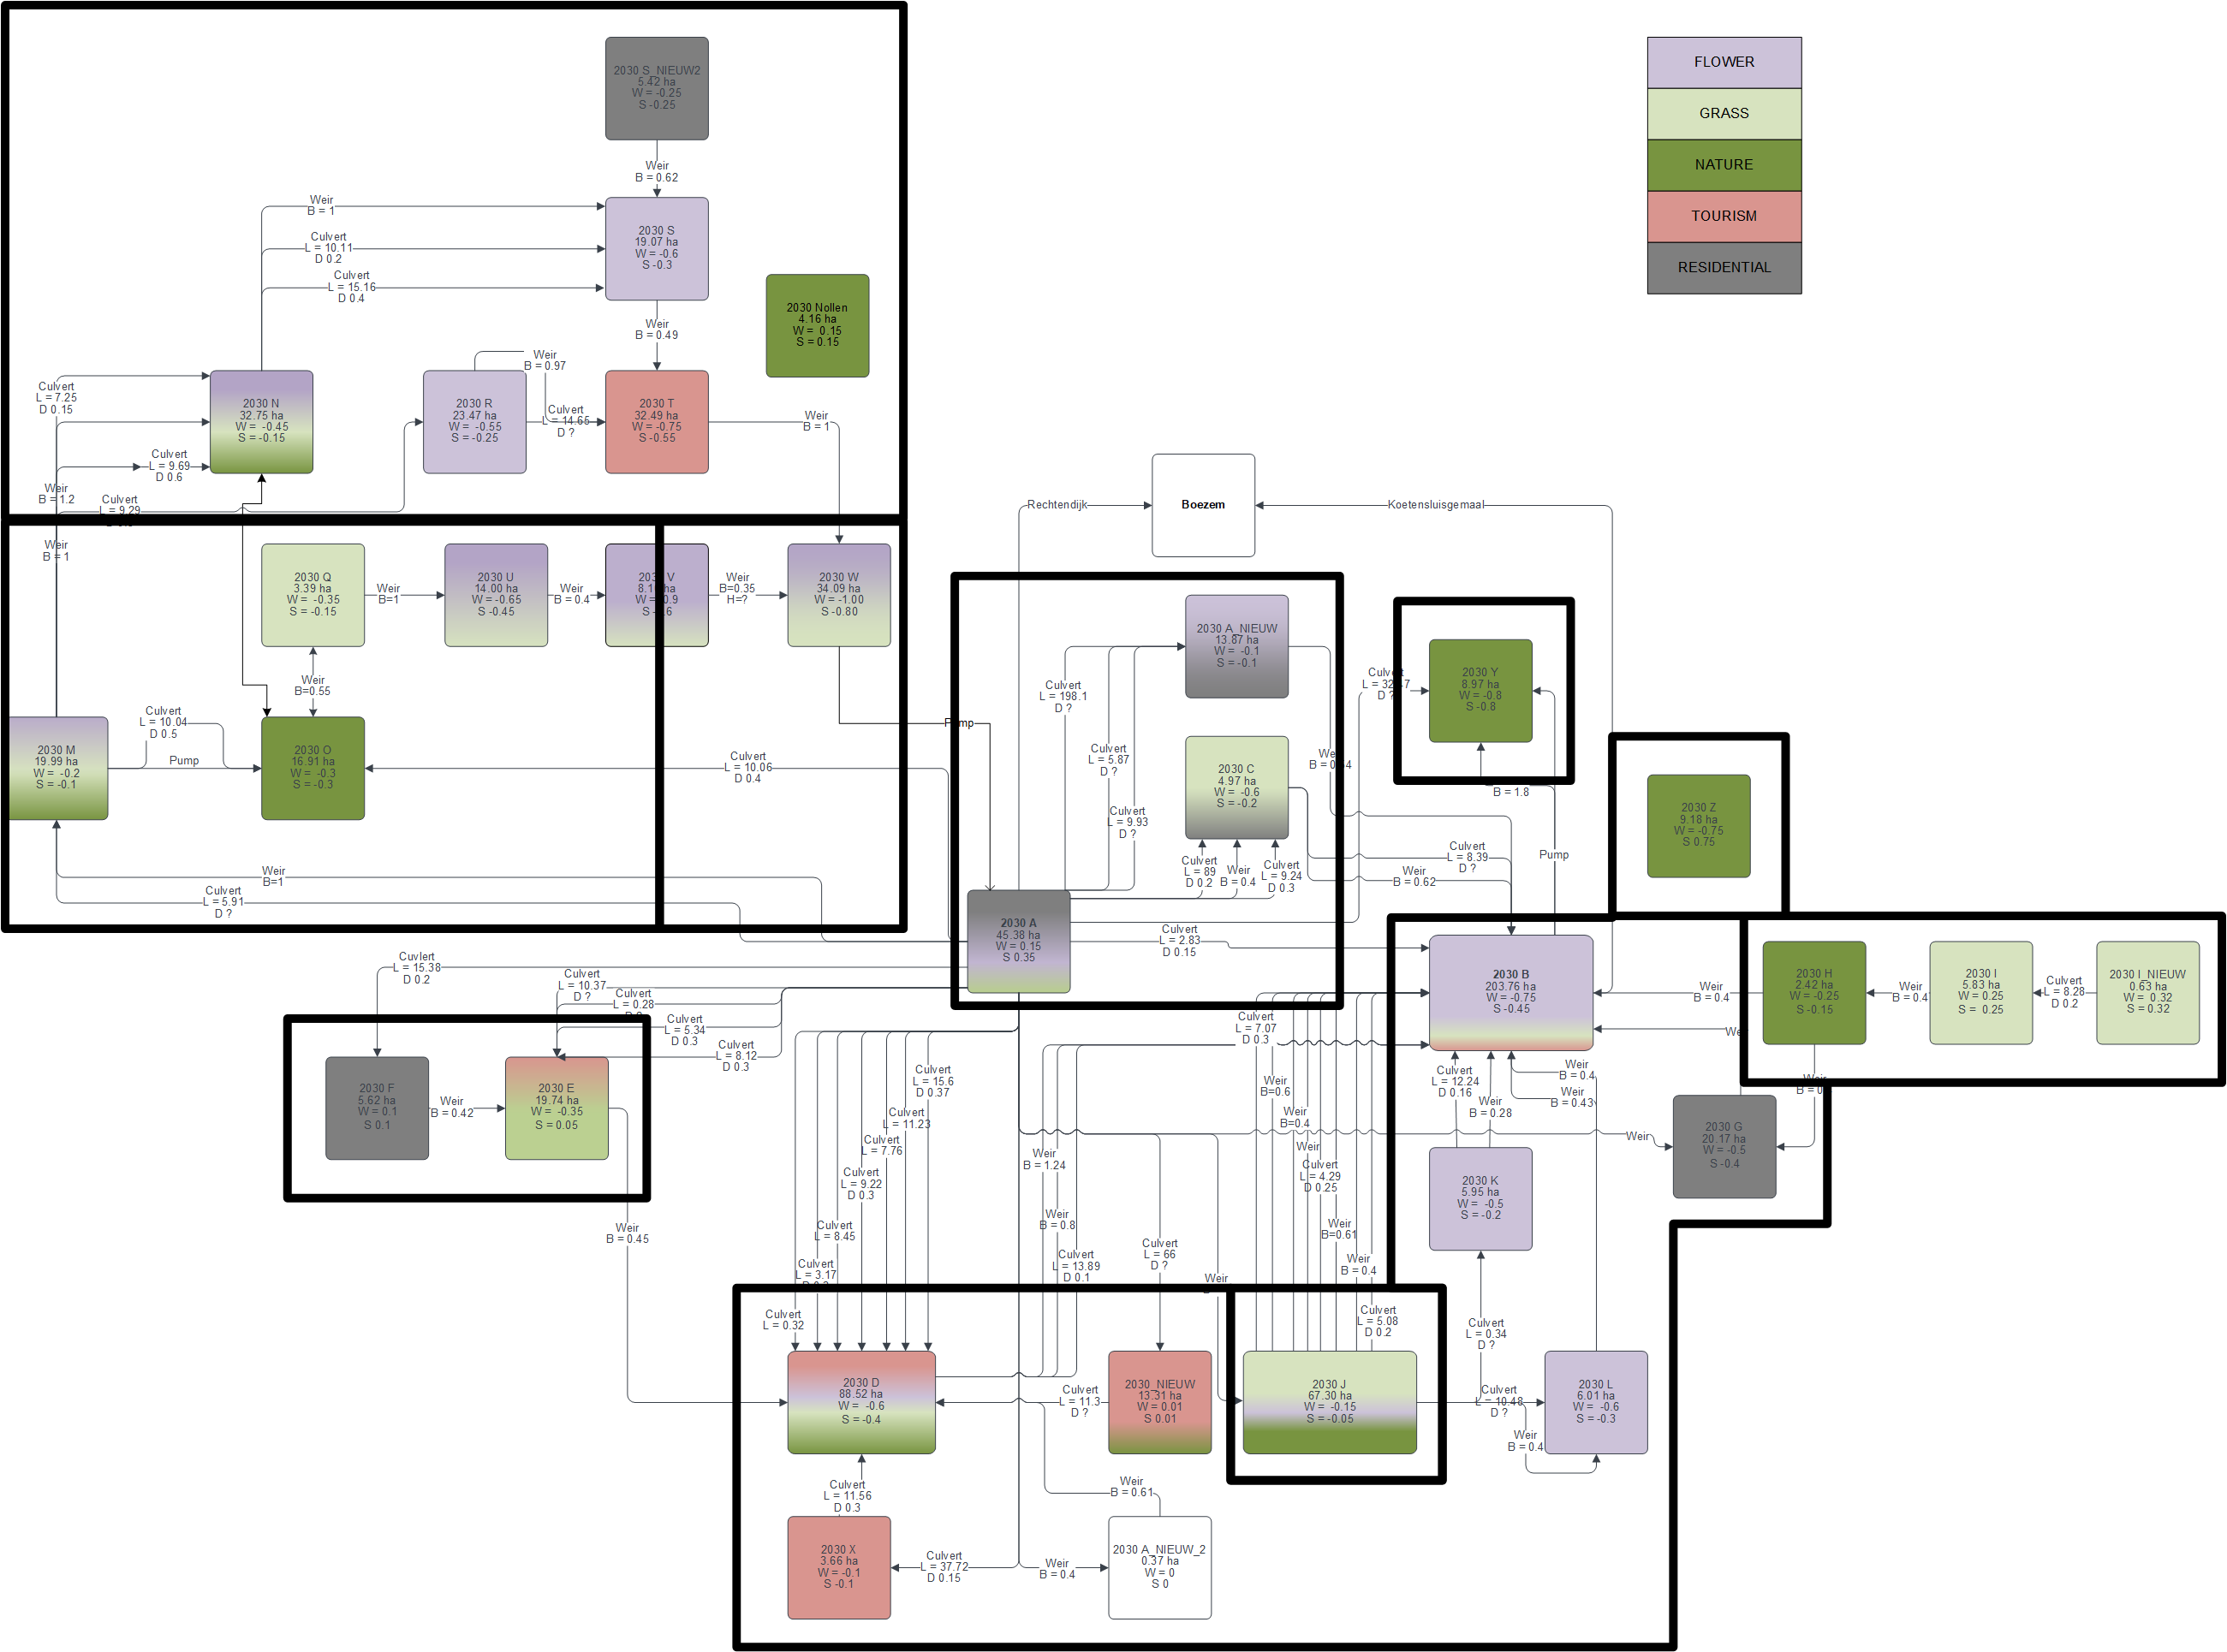 FLOWER
GRASS
NATURE
TOURISM
RESIDENTIAL
2030 S_NIEUW2
5.42 ha
W = -0.25
S -0.25
Weir
B = 0.62
Weir
B = 1
Culvert
L = 10.11
D 0.2
Culvert
L = 15.16
D 0.4
2030 S
19.07 ha
W = -0.6
S -0.3
Weir
B = 0.49
2030 Nollen
4.16 ha
W = 0.15
S = 0.15
Culvert
L = 7.25
D 0.15
2030 N
32.75 ha
W = -0.45
S = -0.15
2030 R
23.47 ha
W = -0.55
S = -0.25
Weir
B = 0.97
Culvert
L = 14.65
D ?
2030 T
32.49 ha
W = -0.75
S -0.55
Weir
B = 1
Culvert
L = 9.69
D 0.6
Weir
B = 1.2
Culvert
L = 9.29
Weir
B = 1
Rechtendijk
Boezem
Koetensluisgemaal
2030 Q
3.39 ha
W = -0.35
S = -0.15
Weir
B=1
2030 U
14.00 ha
W = -0.65
S -0.45
Weir
B = 0.4
Weir
B=0.35
H=?
2030 W
34.09 ha
W = -1.00
S -0.80
Weir
B=0.55
2030 M
19.99 ha
W = -0.2
S = -0.1
Culvert
L = 10.04
D 0.5
Pump
2030 O
16.91 ha
W = -0.3
S = -0.3
Culvert
L = 10.06
D 0.4
Pump
Weir
B=1
Culvert
L = 5.91
D ?
2030 A_NIEUW
13.87 ha
W = -0.1
S = -0.1
Culvert
L = 198.1
D ?
Culvert
L = 5.87
D ?
Culvert
L = 9.93
D ?
2030 C
4.97 ha
W = -0.6
S = -0.2
Culvert
L = 89
D 0.2
Weir
B = 0.4
Culvert
L = 9.24
D 0.3
Culvert
D ?
2030 Y
8.97 ha
W = -0.8
S -0.8
B = 1.8
Pump
2030 Z
9.18 ha
W = -0.75
S 0.75
Culvert
L = 8.39
D ?
Weir
B = 0.62
2030 A
45.38 ha
W = 0.15
S 0.35
Culvert
L = 2.83
D 0.15
2030 B
203.76 ha
W = -0.75
S -0.45
Weir
B = 0.4
2030 H
2.42 ha
W = -0.25
S -0.15
Weir
B = 0.4
2030 I
5.83 ha
W = 0.25
S = 0.25
Culvert
L = 8.28
D 0.2
2030 I_NIEUW
0.63 ha
W = 0.32
S = 0.32
Cuvlert
L = 15.38
D 0.2
Culvert
L = 10.37
D ?
Culvert
L = 0.28
Culvert
L = 5.34
D 0.3
Culvert
L = 8.12
D 0.3
2030 F
5.62 ha
W = 0.1
S 0.1
Weir
B = 0.42
2030 E
19.74 ha
W = -0.35
S = 0.05
Weir
B = 0.45
Culvert
L = 15.6
D 0.37
Culvert
L = 11.23
Culvert
L = 7.76
Culvert
L = 9.22
D 0.3
Culvert
L = 8.45
Culvert
L = 3.17
Culvert
L = 0.32
Culvert
L = 7.07
D 0.3
Weir
B=0.6
Weir
B=0.4
Weir
Culvert
L = 4.29
D 0.25
Weir
B=0.61
Weir
B = 0.4
Culvert
L = 5.08
D 0.2
Weir
B = 1.24
Weir
B = 0.8
Culvert
L = 13.89
D 0.1
Culvert
L = 66
D ?
Weir
Culvert
L = 12.24
D 0.16
Weir
B = 0.28
Weir
B = 0.4
Weir
B = 0.43
Weir
2030 G
20.17 ha
W = -0.5
S -0.4
2030 K
5.95 ha
W = -0.5
S = -0.2
Culvert
L = 0.34
D ?
2030 D
88.52 ha
W = -0.6
S = -0.4
Culvert
L = 11.3
D ?
2030_NIEUW
13.31 ha
W = 0.01
S 0.01
2030 J
67.30 ha
W = -0.15
S = -0.05
Culvert
L = 10.48
D ?
Weir
B = 0.4
2030 L
6.01 ha
W = -0.6
S = -0.3
Culvert
L = 11.56
D 0.3
Weir
B = 0.61
2030 X
3.66 ha
W = -0.1
S -0.1
Culvert
L = 37.72
D 0.15
Weir
B = 0.4
2030 A_NIEUW_2
0.37 ha
W = 0
S 0